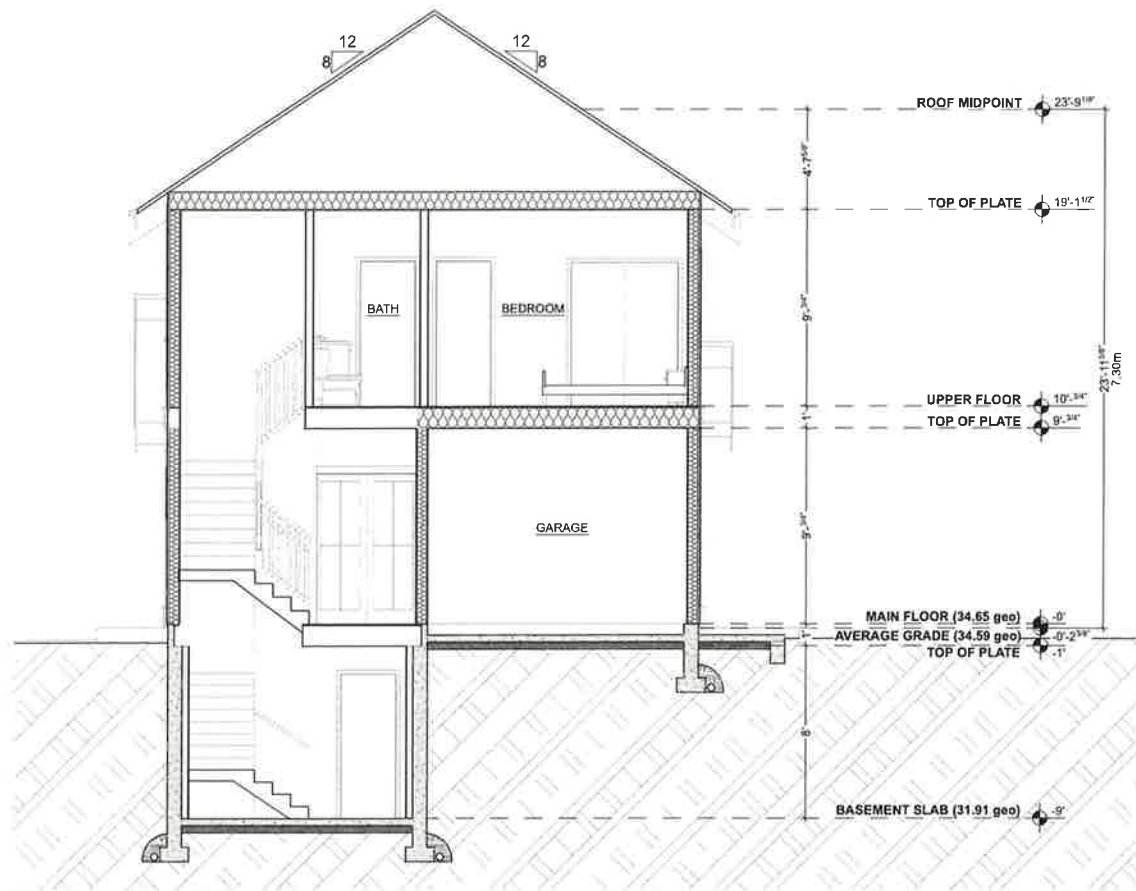 12
8
12
8
ROOF MIDPOINT 23'-9 1/8"
4'-7 5/8"
TOP OF PLATE 19'-1 1/2"
BATH
BEDROOM
9'-3/4"
23'-11 5/8"
7.30m
UPPER FLOOR 10'-3/4"
1'
TOP OF PLATE 9'-3/4"
GARAGE
9'-3/4"
MAIN FLOOR (34.65 geo) -0'
AVERAGE GRADE (34.59 geo) -0'-2 3/8"
1'
TOP OF PLATE -1'
8'
BASEMENT SLAB (31.91 geo) -9'